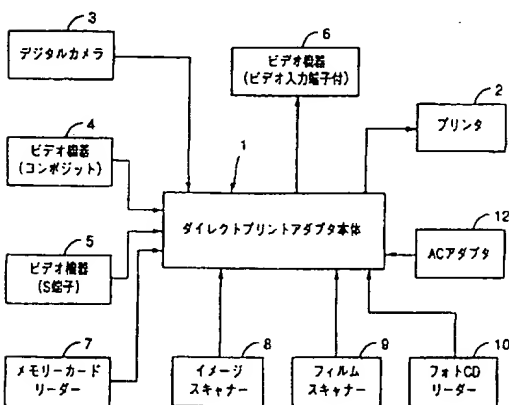 3
デジタルカメラ
6
ビデオ機器
(ビデオ入力端子付)
2
プリンタ
4
ビデオ機器
(コンポジット)
1
ダイレクトプリントアダプタ本体
12
ACアダプタ
5
ビデオ機器
(S端子)
7
メモリーカード
リーダー
8
イメージ
スキャナー
9
フィルム
スキャナー
10
フォトCD
リーダー